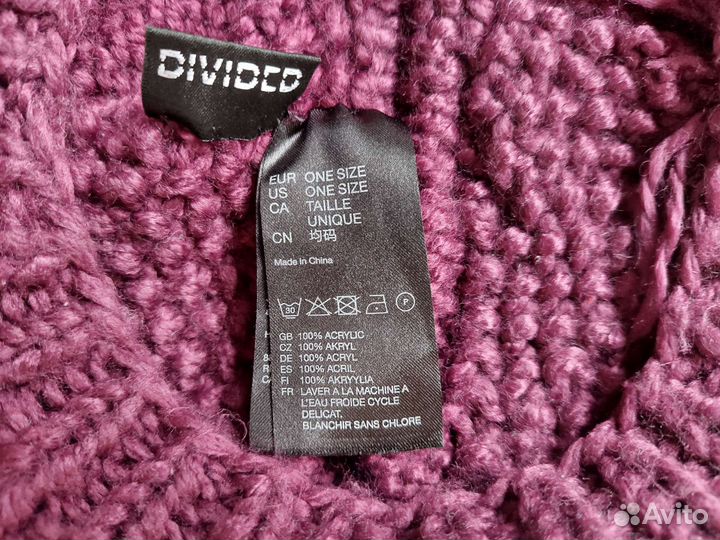 DIVIDED
EUR ONE SIZE
US ONE SIZE
CA TAILLE
UNIQUE
CN 均码
Made in China
30 P
GB 100% ACRYLIC
CZ 100% AKRYL
DE 100% ACRYL
ES 100% ACRIL
FI 100% AKRYYLIA
FR LAVER A LA MACHINE A
L'EAU FROIDE CYCLE
DELICAT.
BLANCHIR SANS CHLORE
Avito